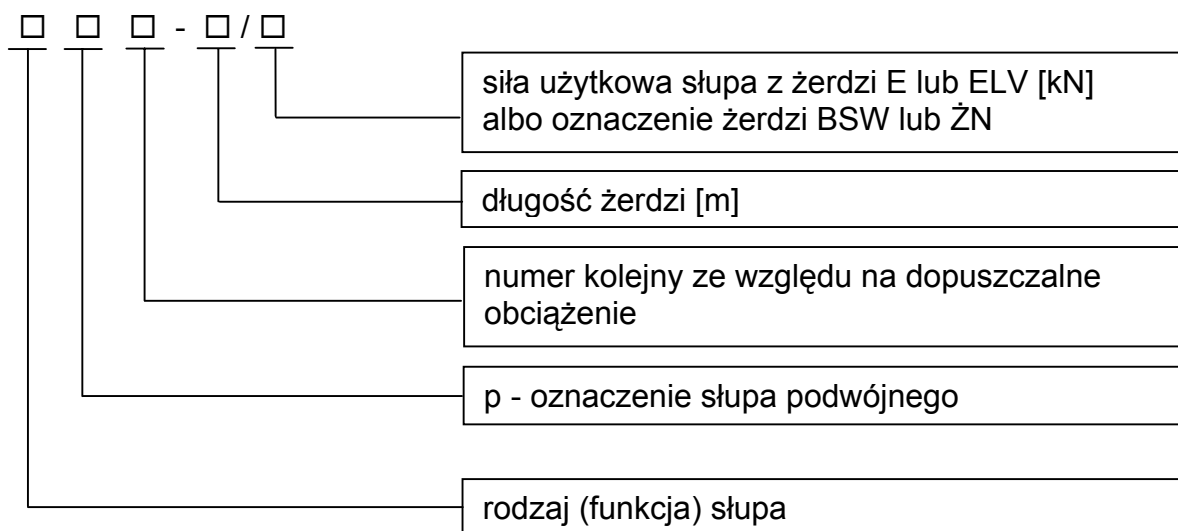 □ □ □ - □ / □
siła użytkowa słupa z żerdzi E lub ELV [kN]
albo oznaczenie żerdzi BSW lub ŻN
długość żerdzi [m]
numer kolejny ze względu na dopuszczalne
obciążenie
p - oznaczenie słupa podwójnego
rodzaj (funkcja) słupa